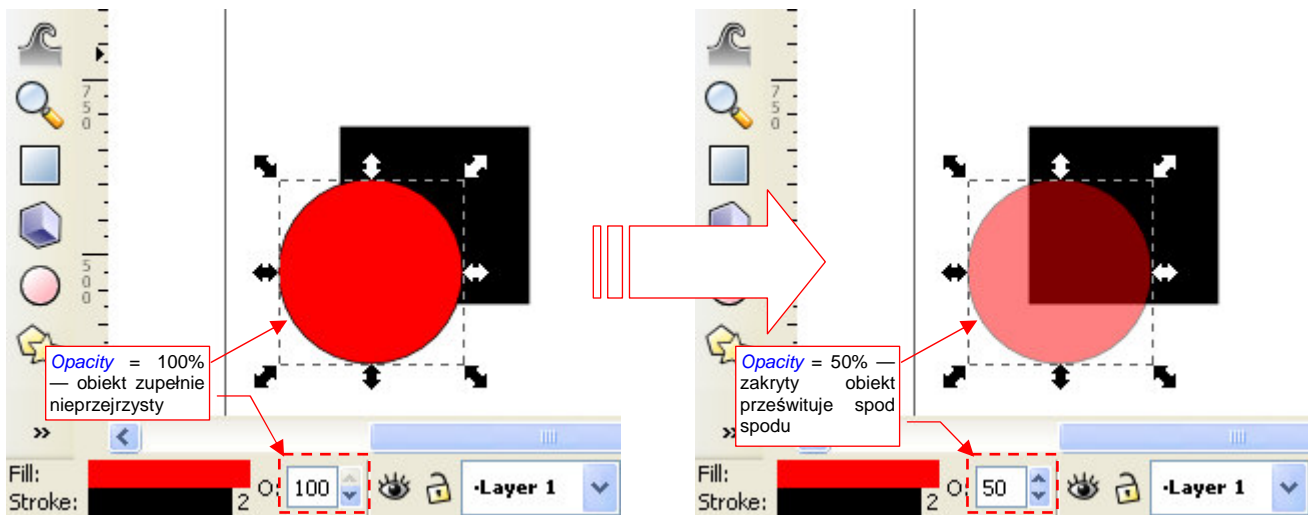 750
500
Opacity = 100%
— obiekt zupełnie
nieprzejrzysty
»
Fill:
Stroke:
2
O:
100
·Layer 1
750
500
Opacity = 50% —
zakryty obiekt
prześwituje spod
spodu
»
Fill:
Stroke:
2
O:
50
·Layer 1